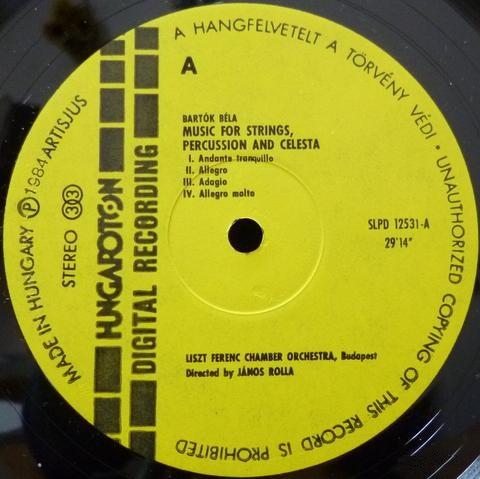 A HANGFELVETELT A TÖRVÉNY VÉDI • UNAUTHORIZED COPYING OF THIS RECORD IS PROHIBITED
MADE IN HUNGARY Ⓟ 1984 ARTISJUS
STEREO 33
HUNGAROTON
DIGITAL RECORDING
A
BARTÓK BÉLA
MUSIC FOR STRINGS,
PERCUSSION AND CELESTA
I. Andante tranquillo
II. Allegro
III. Adagio
IV. Allegro molto
SLPD 12531-A
29'14"
LISZT FERENC CHAMBER ORCHESTRA, Budapest
Directed by JÁNOS ROLLA